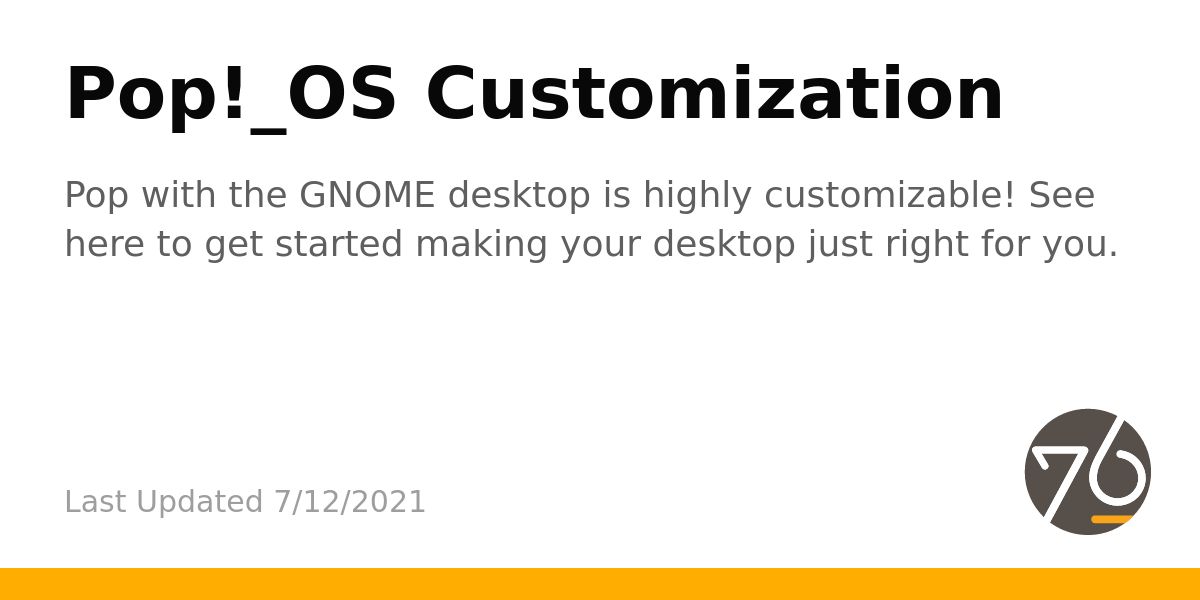 Pop!_OS Customization
Pop with the GNOME desktop is highly customizable! See
here to get started making your desktop just right for you.
Last Updated 7/12/2021
76